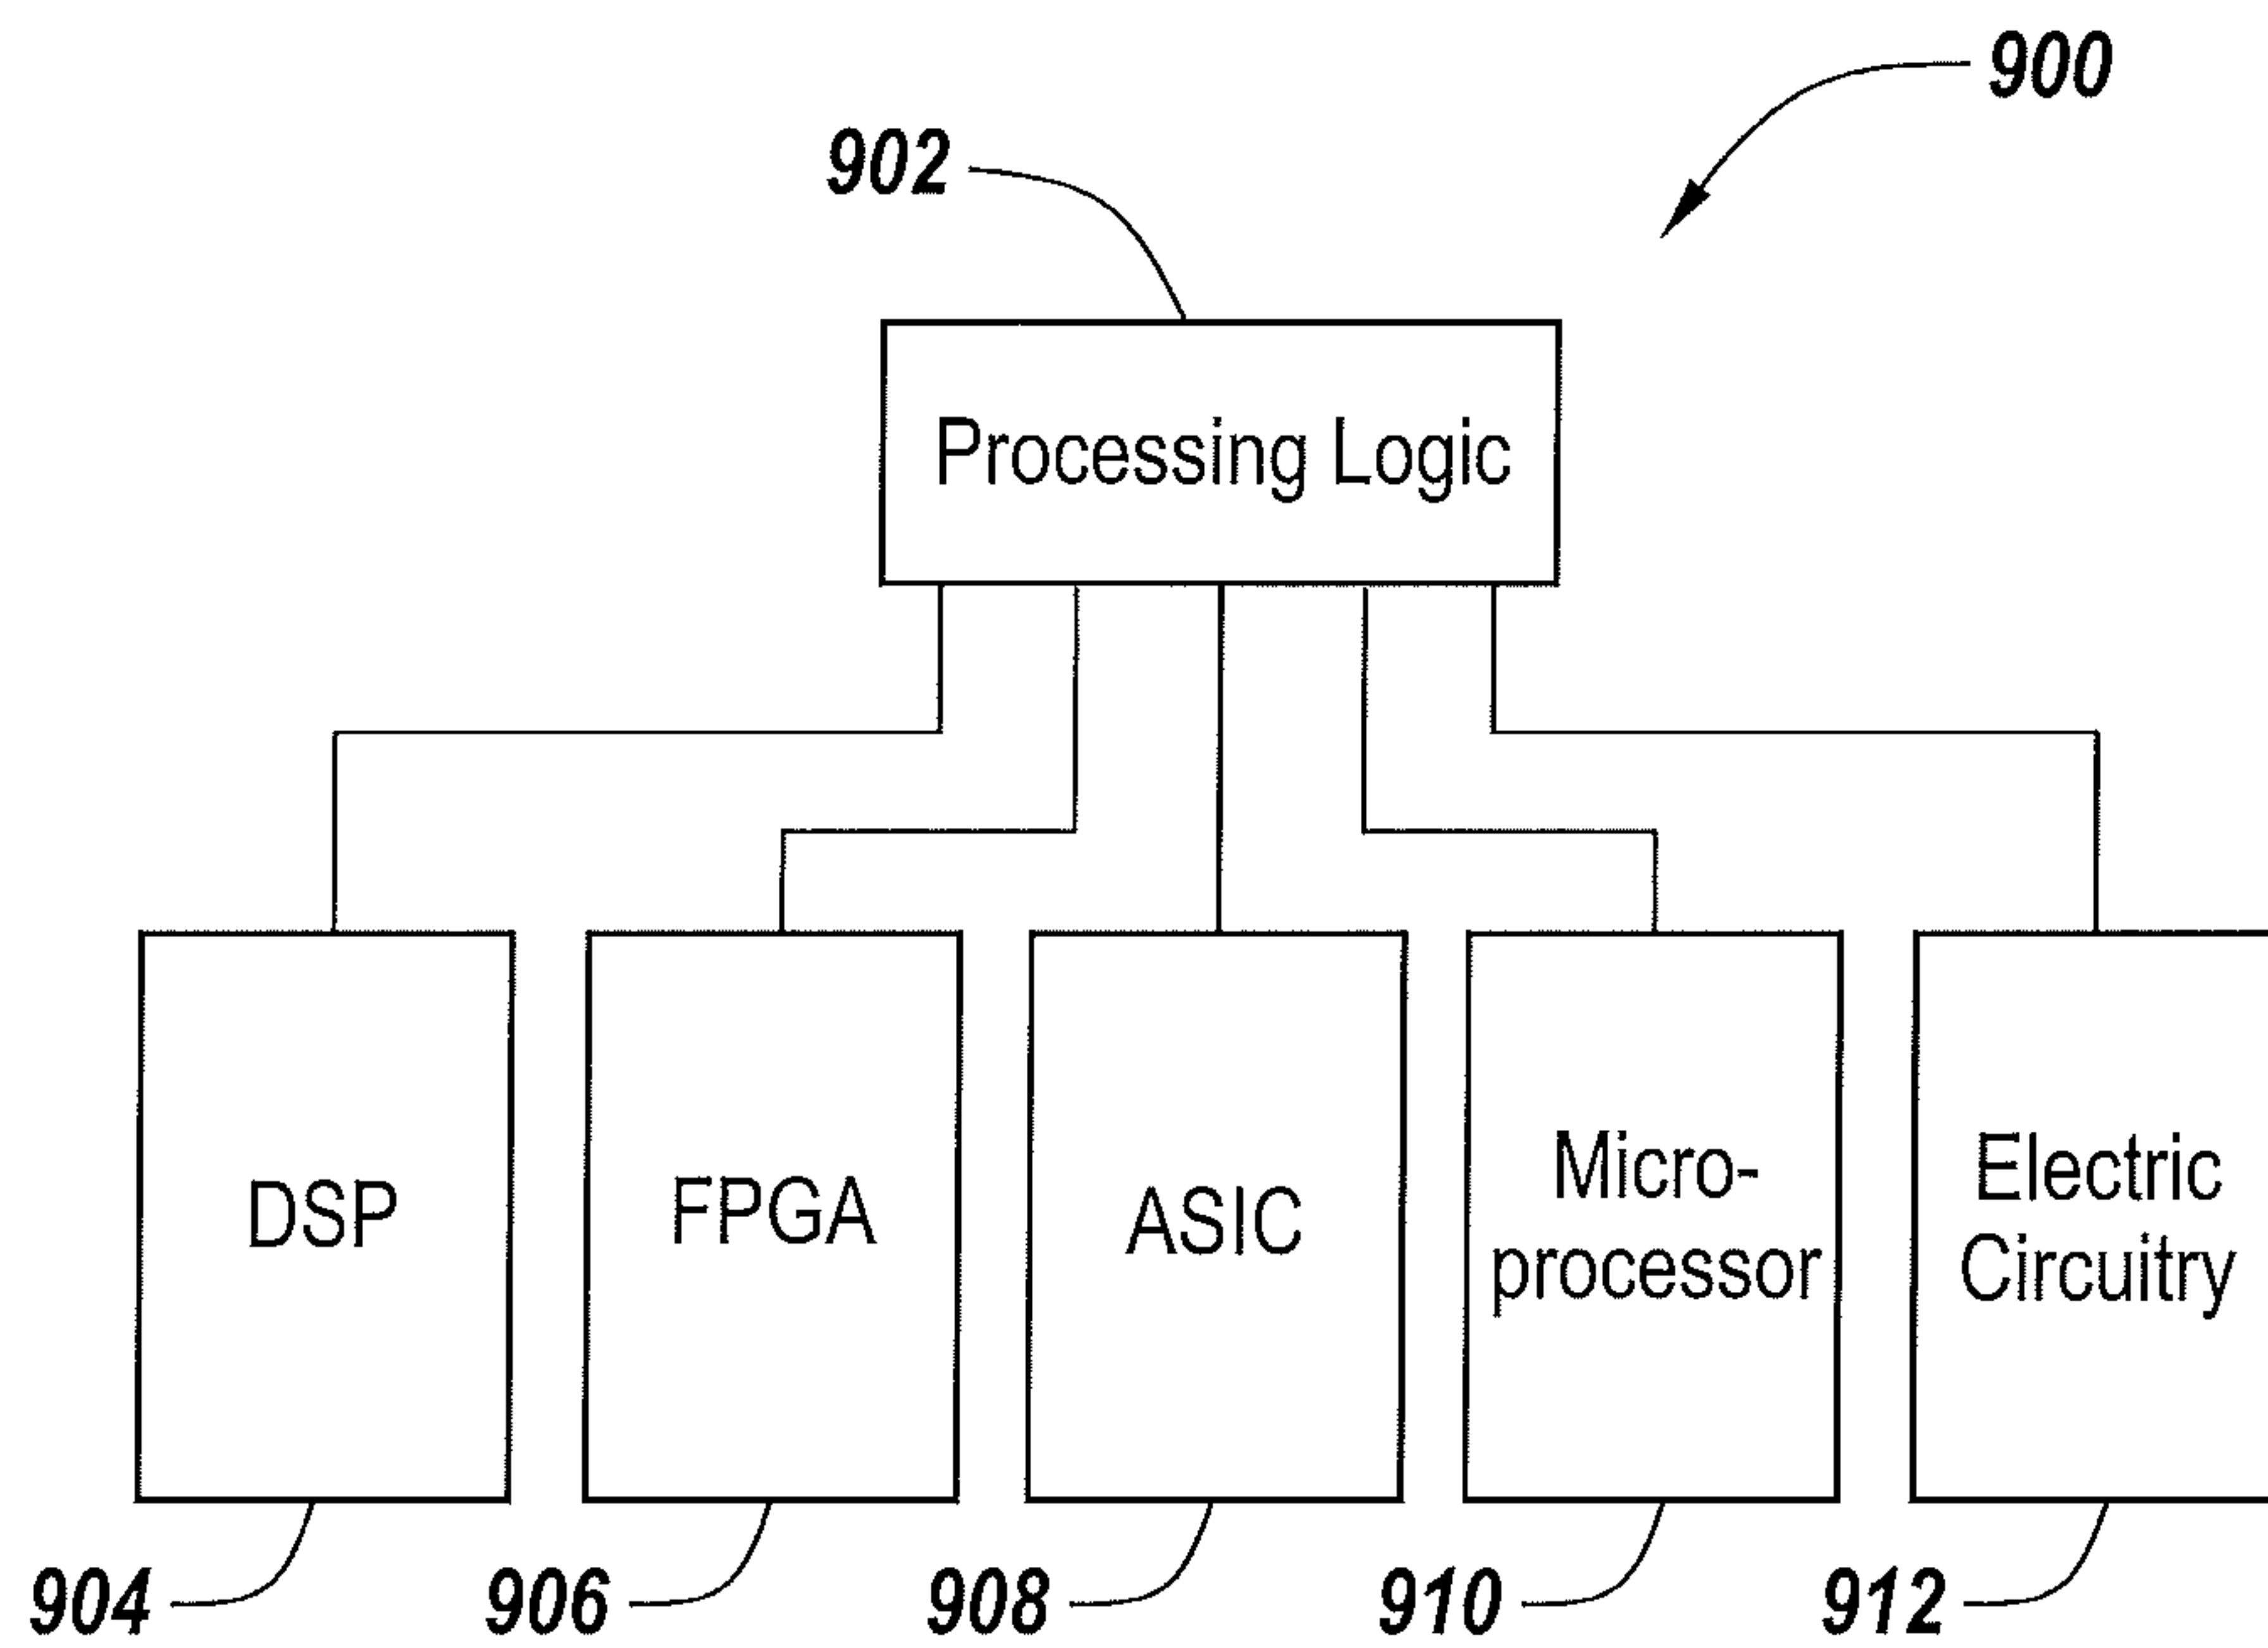 900
902
Processing Logic
DSP
FPGA
ASIC
Micro-
processor
Electric
Circuitry
904
906
908
910
912